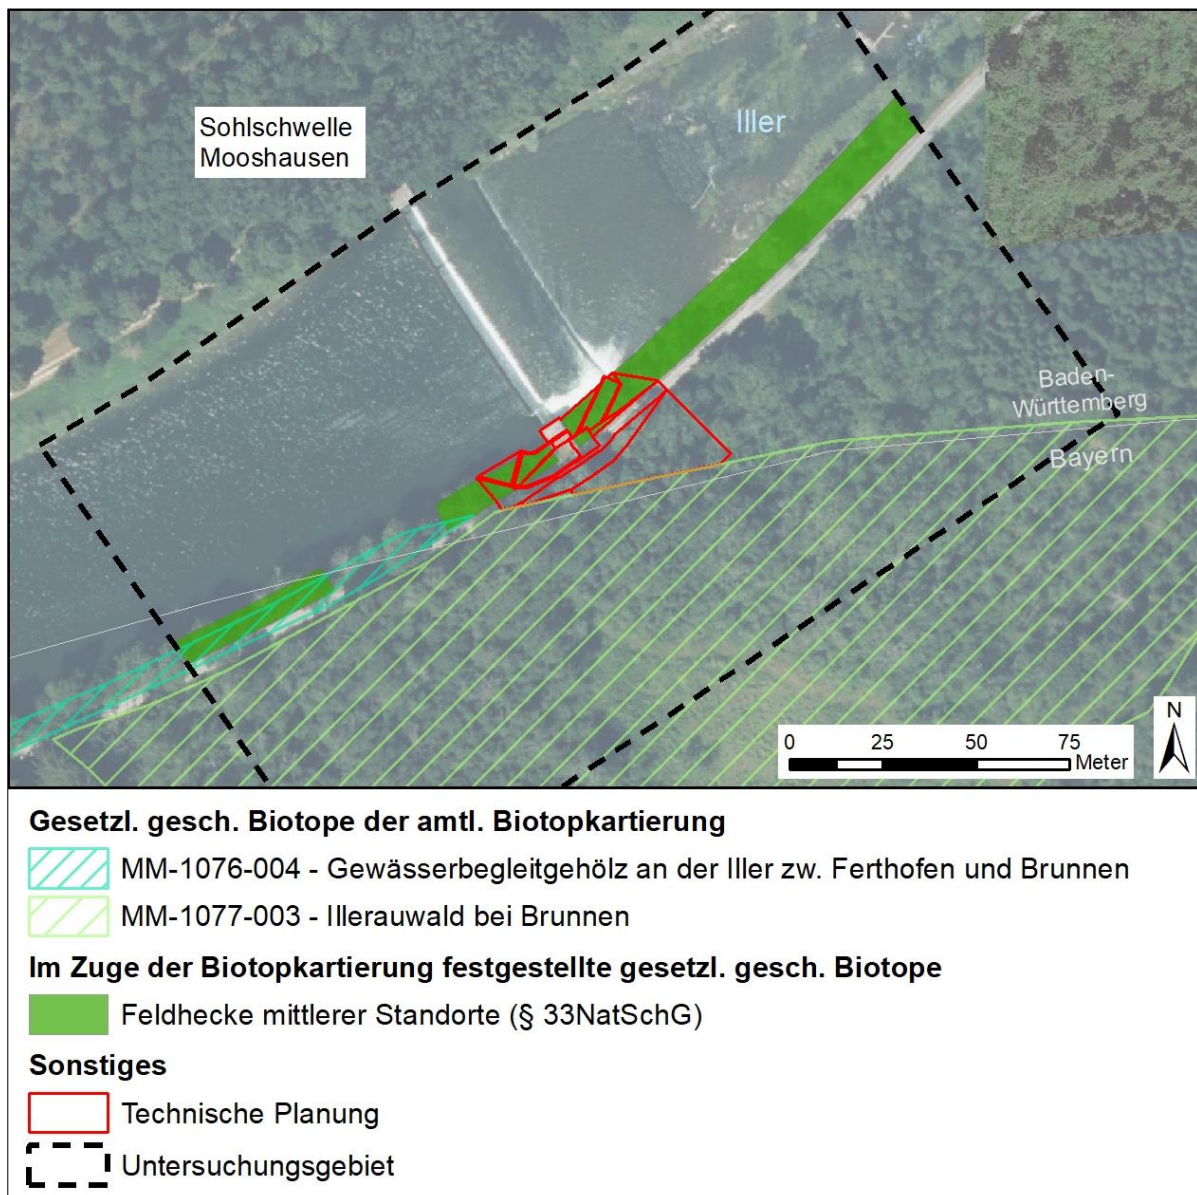 Sohlschwelle
Mooshausen
Iller
Baden-
Württemberg
Bayern
N
0 25 50 75
Meter
Gesetzl. gesch. Biotope der amtl. Biotopkartierung
MM-1076-004 - Gewässerbegleitgehölz an der Iller zw. Ferthofen und Brunnen
MM-1077-003 - Illerauwald bei Brunnen
Im Zuge der Biotopkartierung festgestellte gesetzl. gesch. Biotope
Feldhecke mittlerer Standorte (§ 33NatSchG)
Sonstiges
Technische Planung
Untersuchungsgebiet